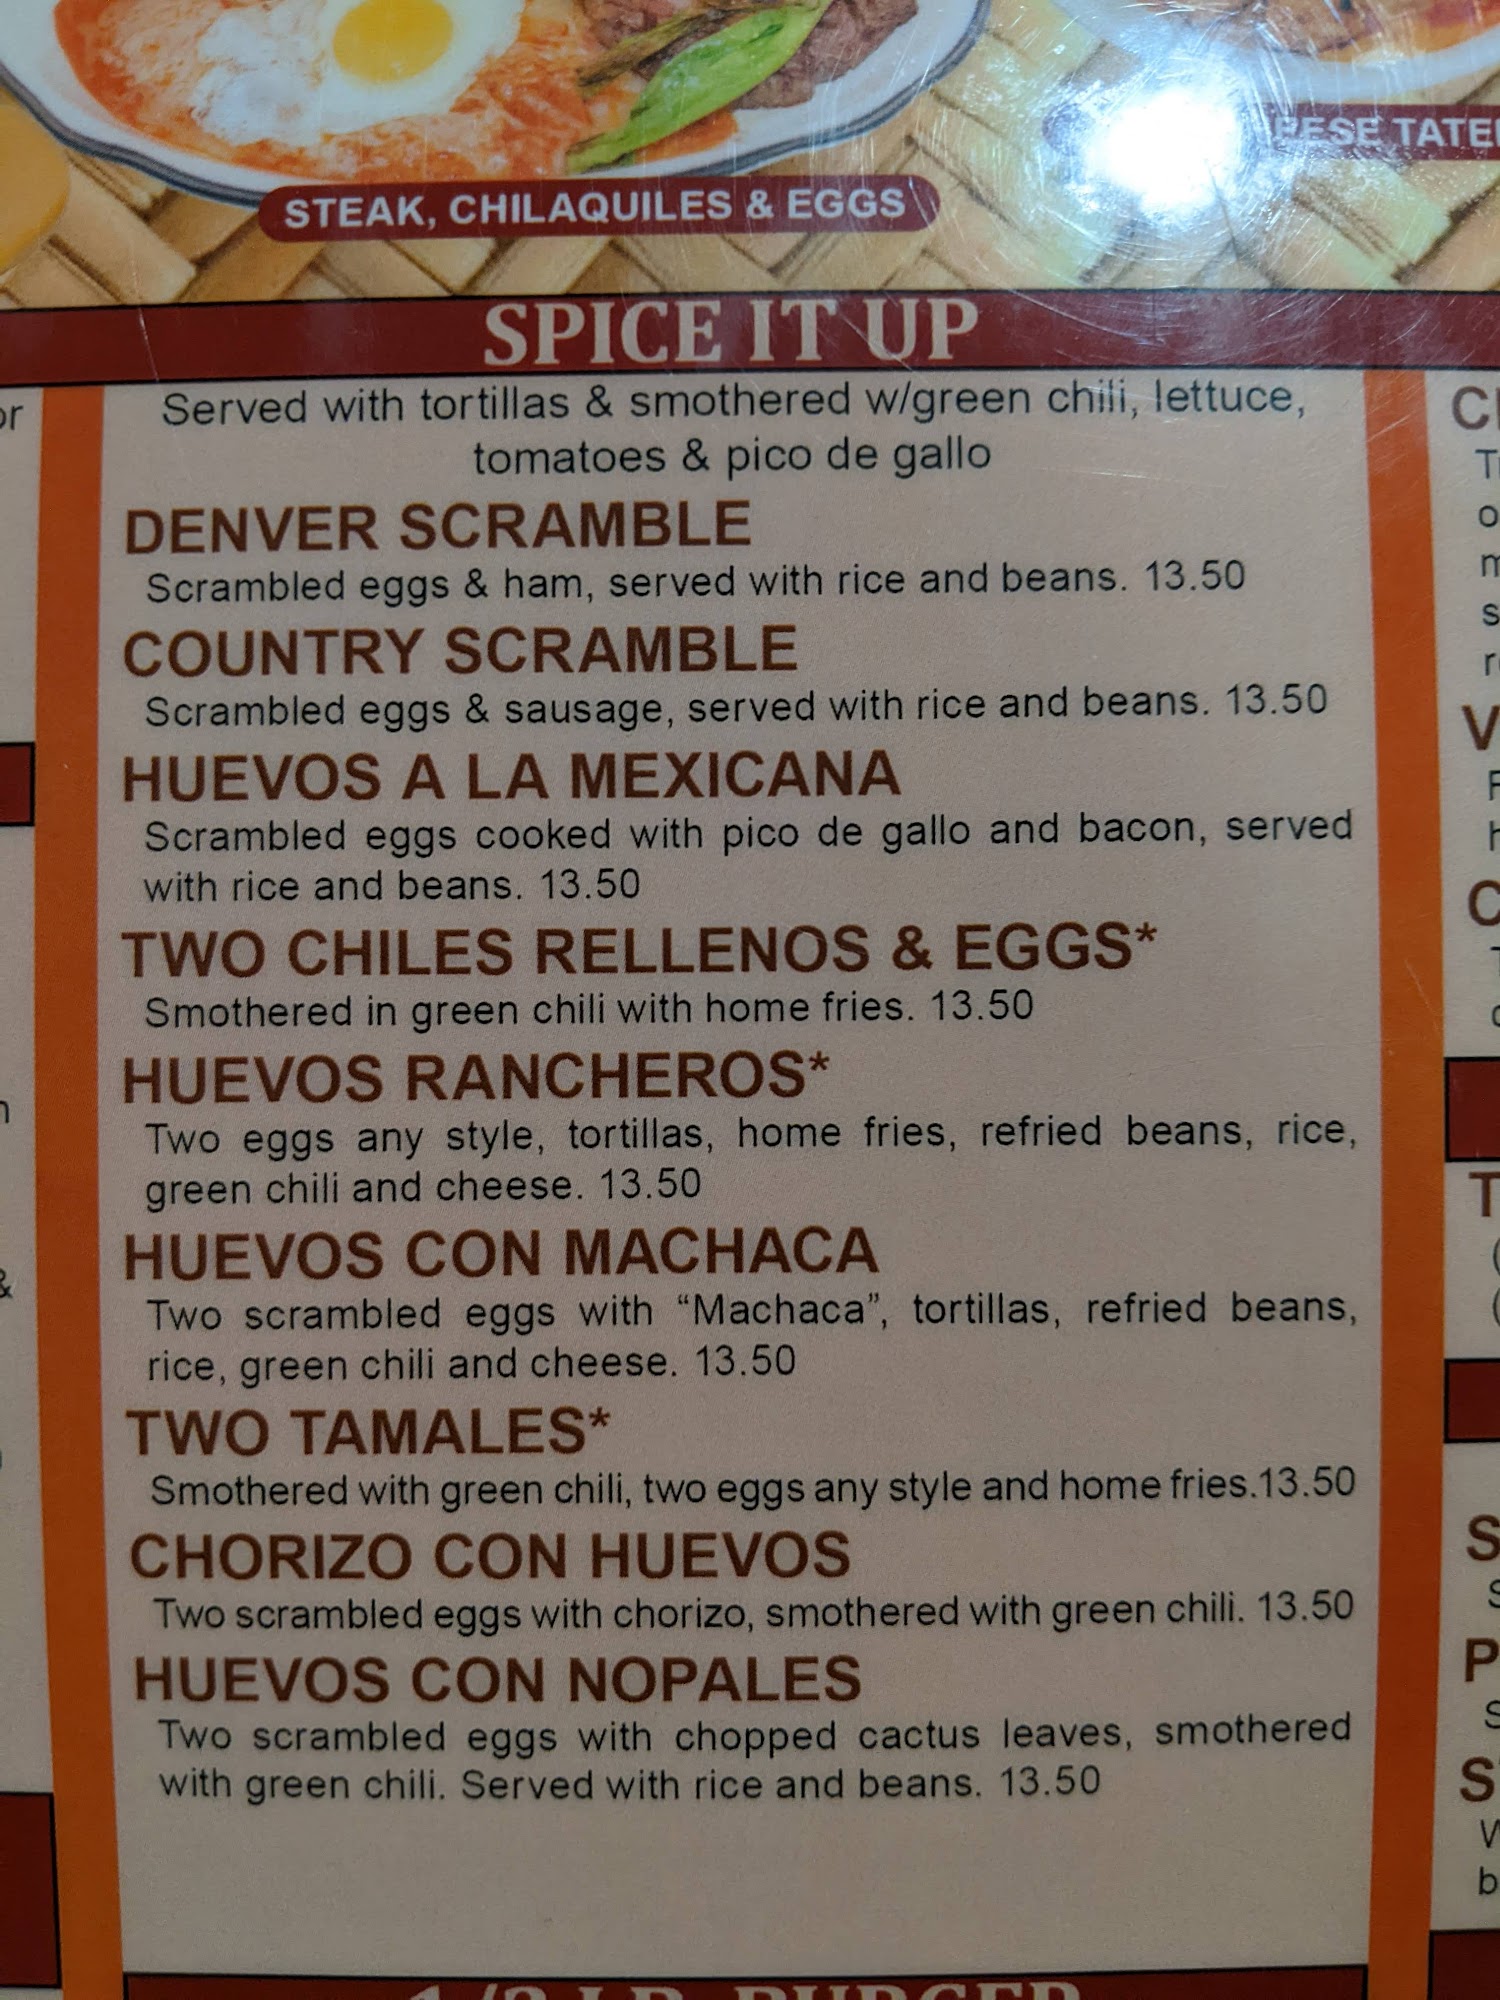 STEAK, CHILAQUILES & EGGS
SPICE IT UP
Served with tortillas & smothered w/green chili, lettuce,
tomatoes & pico de gallo
DENVER SCRAMBLE
Scrambled eggs & ham, served with rice and beans. 13.50
COUNTRY SCRAMBLE
Scrambled eggs & sausage, served with rice and beans. 13.50
HUEVOS A LA MEXICANA
Scrambled eggs cooked with pico de gallo and bacon, served
with rice and beans. 13.50
TWO CHILES RELLENOS & EGGS*
Smothered in green chili with home fries. 13.50
HUEVOS RANCHEROS*
Two eggs any style, tortillas, home fries, refried beans, rice,
green chili and cheese. 13.50
HUEVOS CON MACHACA
Two scrambled eggs with “Machaca”, tortillas, refried beans,
rice, green chili and cheese. 13.50
TWO TAMALES*
Smothered with green chili, two eggs any style and home fries.13.50
CHORIZO CON HUEVOS
Two scrambled eggs with chorizo, smothered with green chili. 13.50
HUEVOS CON NOPALES
Two scrambled eggs with chopped cactus leaves, smothered
with green chili. Served with rice and beans. 13.50
1/2 LB. BURGER